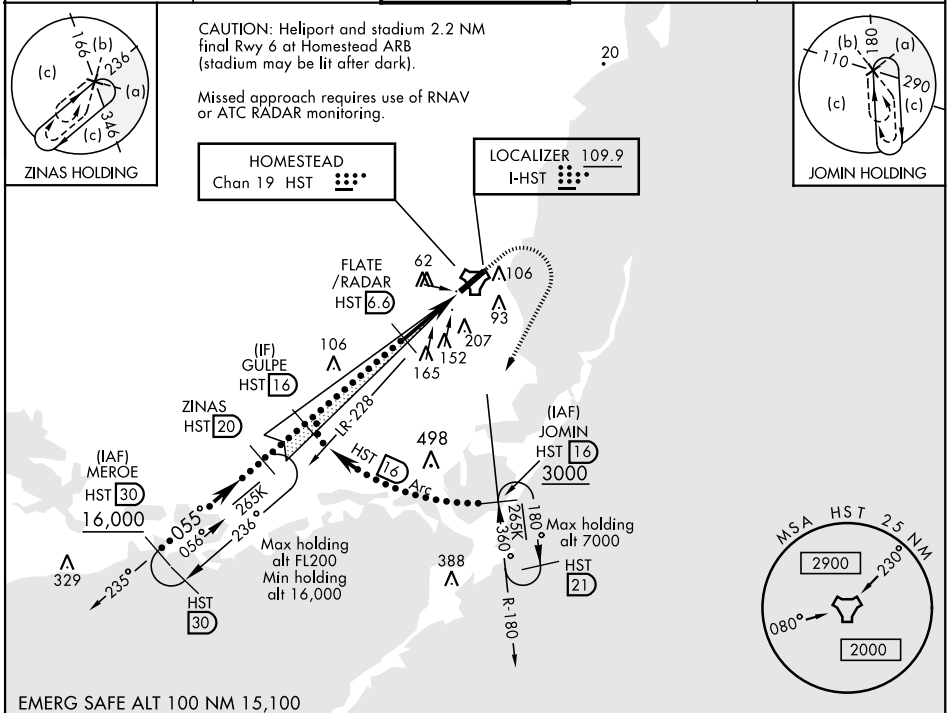 CAUTION: Heliport and stadium 2.2 NM
final Rwy 6 at Homestead ARB
(stadium may be lit after dark).
Missed approach requires use of RNAV
or ATC RADAR monitoring.
166
(b)
236
(c)
(a)
346
(c)
ZINAS HOLDING
20
180
(b)
(a)
110
290
(c)
(c)
JOMIN HOLDING
HOMESTEAD
Chan 19 HST
LOCALIZER 109.9
I-HST
FLATE
/RADAR
HST 6.6
62
106
93
207
152
165
106
(IF)
GULPE
HST 16
ZINAS
HST 20
LR-228
HST 16 Arc
498
(IAF)
JOMIN
HST 16
3000
(IAF)
MEROE
HST 30
16,000
055°
056°
265K
236°
235°
329
HST
30
Max holding
alt FL200
Min holding
alt 16,000
388
265K
180°
360°
Max holding
alt 7000
HST
21
R-180
MSA HST 25 NM
2900
230°
080°
2000
EMERG SAFE ALT 100 NM 15,100